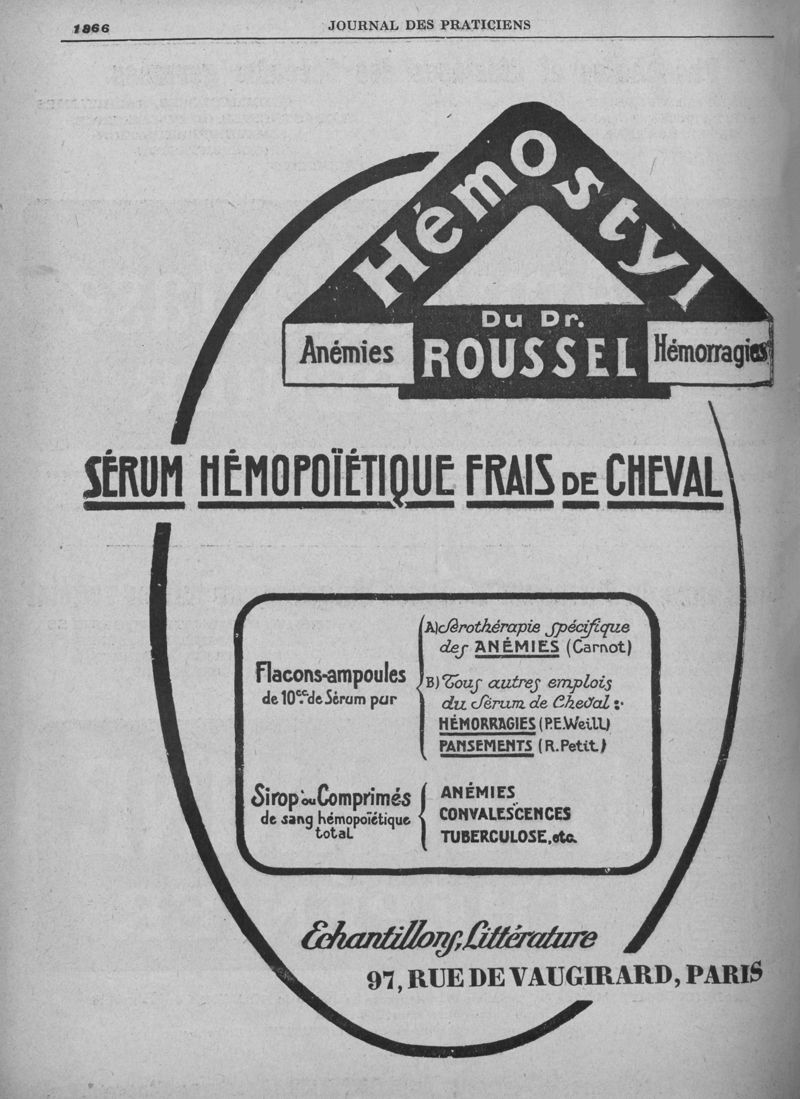 1866
JOURNAL DES PRATICIENS
HémOstyl
Du Dr.
Anémies
ROUSSEL
Hémorragies
SÉRUM HÉMOPOÏÉTIQUE FRAIS DE CHEVAL
Flacons-ampoules
de 10cc. de Sérum pur
A) Sérothérapie spécifique
des ANÉMIES (Carnot)
B) Tous autres emplois
du Sérum de Cheval :
HÉMORRAGIES (P.E.Weill)
PANSEMENTS (R.Petit)
Sirop ou Comprimés
de sang hémopoïétique
total
ANÉMIES
CONVALESCENCES
TUBERCULOSE, etc.
Echantillons, Littérature
97, RUE DE VAUGIRARD, PARIS